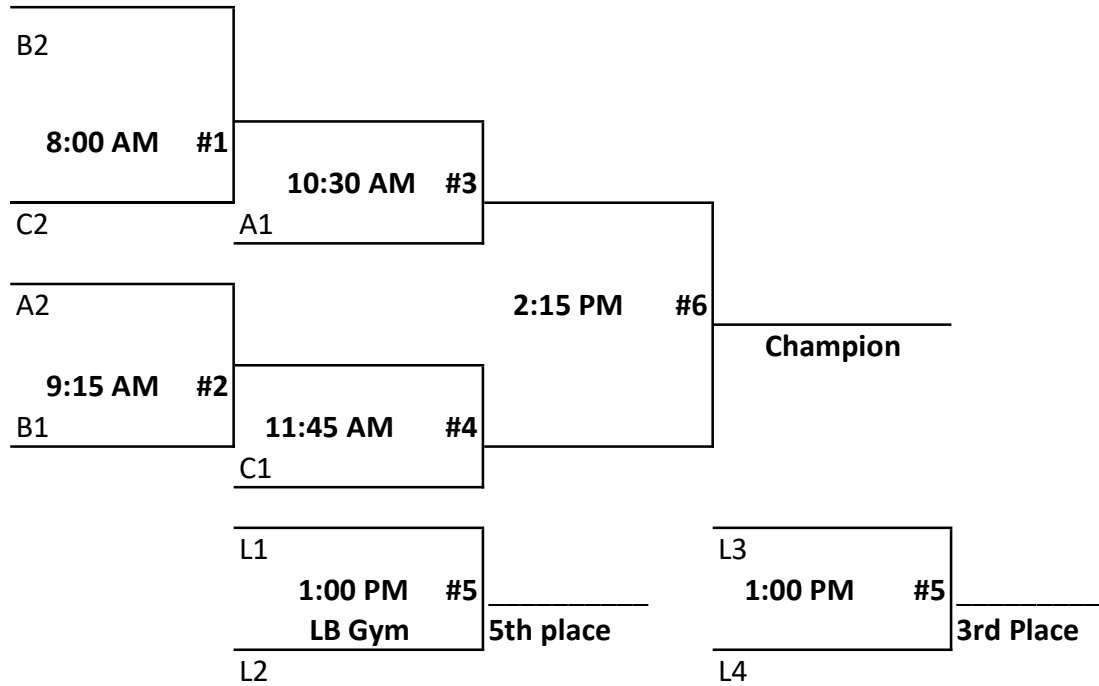 B2
8:00 AM #1
10:30 AM #3
C2
A1
A2
2:15 PM #6
Champion
9:15 AM #2
B1
11:45 AM #4
C1
L1
L3
1:00 PM #5 __________
1:00 PM #5 _________
LB Gym
5th place
3rd Place
L2
L4